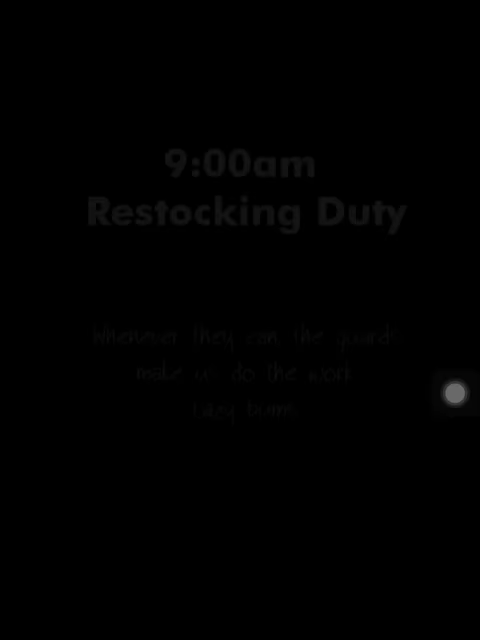 9:00am
Restocking Duty
Whenever they can the guards
make us do the work
Lazy bums